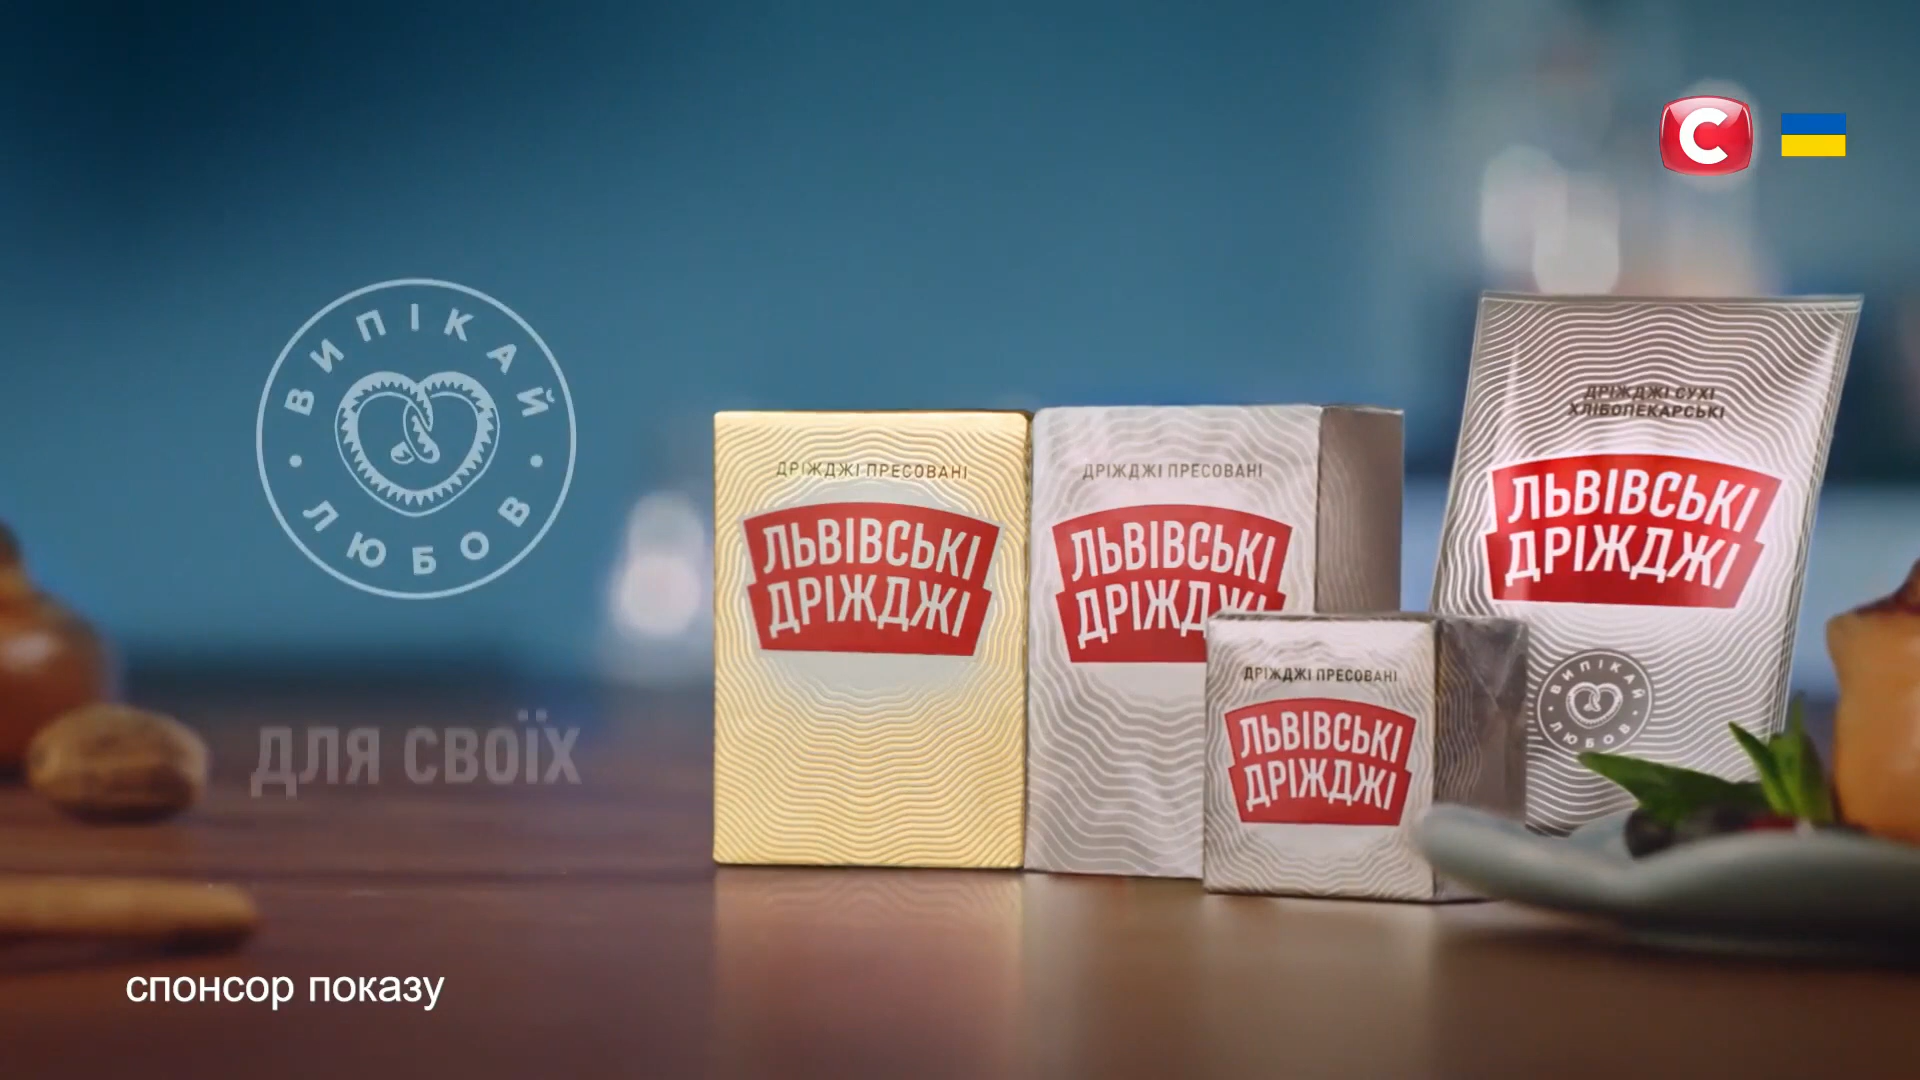 С
ВИПІКАЙ
ЛЮБОВ
ДЛЯ СВОЇХ
ДРІЖДЖІ ПРЕСОВАНІ
ЛЬВІВСЬКІ
ДРІЖДЖІ
ДРІЖДЖІ ПРЕСОВАНІ
ЛЬВІВСЬКІ
ДРІЖДЖІ
ДРІЖДЖІ ПРЕСОВАНІ
ЛЬВІВСЬКІ
ДРІЖДЖІ
ДРІЖДЖІ СУХІ
ХЛІБОПЕКАРСЬКІ
ЛЬВІВСЬКІ
ДРІЖДЖІ
ВИПІКАЙ
ЛЮБОВ
спонсор показу